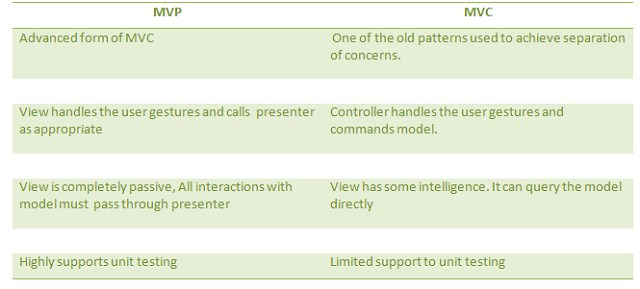 MVP MVC
Advanced form of MVC One of the old patterns used to achieve separation
of concerns.
View handles the user gestures and calls presenter Controller handles the user gestures and
as appropriate commands model.
View is completely passive, All interactions with View has some intelligence. It can query the model
model must pass through presenter directly
Highly supports unit testing Limited support to unit testing